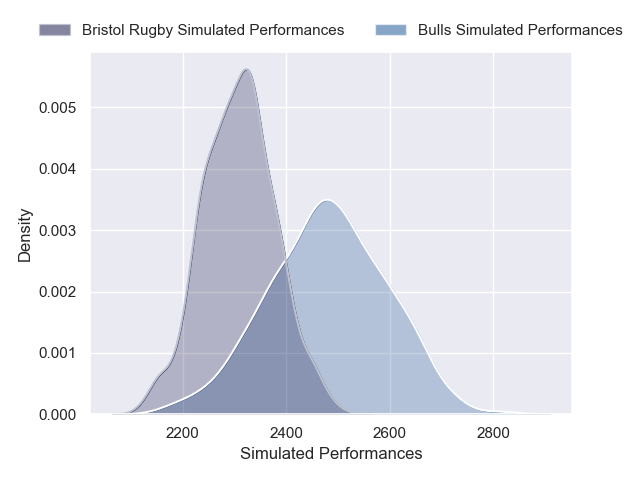 Bristol Rugby Simulated Performances Bulls Simulated Performances
0.005
0.004
0.003
0.002
0.001
0.000
Density
2200 2400 2600 2800
Simulated Performances